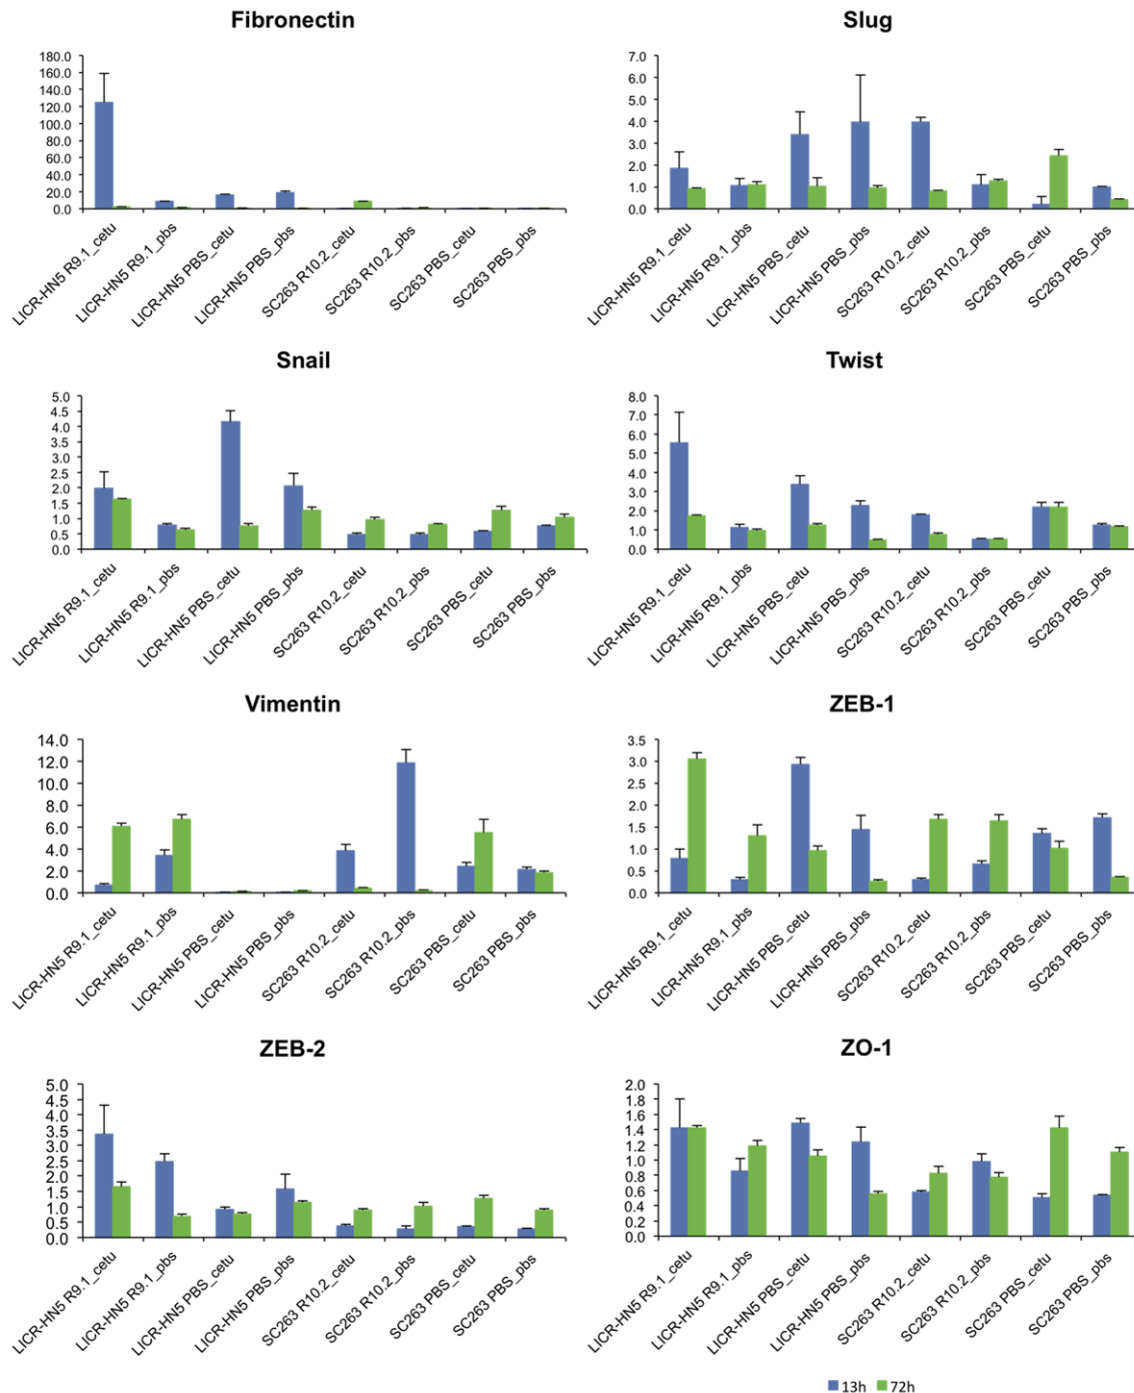 Fibronectin
180.0
160.0
140.0
120.0
100.0
80.0
60.0
40.0
20.0
0.0
LICR-HN5 R9.1_cetu
LICR-HN5 R9.1_pbs
LICR-HN5 PBS_cetu
LICR-HN5 PBS_pbs
SC263 R10.2_cetu
SC263 R10.2_pbs
SC263 PBS_cetu
SC263 PBS_pbs
Slug
7.0
6.0
5.0
4.0
3.0
2.0
1.0
0.0
LICR-HN5 R9.1_cetu
LICR-HN5 R9.1_pbs
LICR-HN5 PBS_cetu
LICR-HN5 PBS_pbs
SC263 R10.2_cetu
SC263 R10.2_pbs
SC263 PBS_cetu
SC263 PBS_pbs
Snail
5.0
4.5
4.0
3.5
3.0
2.5
2.0
1.5
1.0
0.5
0.0
LICR-HN5 R9.1_cetu
LICR-HN5 R9.1_pbs
LICR-HN5 PBS_cetu
LICR-HN5 PBS_pbs
SC263 R10.2_cetu
SC263 R10.2_pbs
SC263 PBS_cetu
SC263 PBS_pbs
Twist
8.0
7.0
6.0
5.0
4.0
3.0
2.0
1.0
0.0
LICR-HN5 R9.1_cetu
LICR-HN5 R9.1_pbs
LICR-HN5 PBS_cetu
LICR-HN5 PBS_pbs
SC263 R10.2_cetu
SC263 R10.2_pbs
SC263 PBS_cetu
SC263 PBS_pbs
Vimentin
14.0
12.0
10.0
8.0
6.0
4.0
2.0
0.0
LICR-HN5 R9.1_cetu
LICR-HN5 R9.1_pbs
LICR-HN5 PBS_cetu
LICR-HN5 PBS_pbs
SC263 R10.2_cetu
SC263 R10.2_pbs
SC263 PBS_cetu
SC263 PBS_pbs
ZEB-1
3.5
3.0
2.5
2.0
1.5
1.0
0.5
0.0
LICR-HN5 R9.1_cetu
LICR-HN5 R9.1_pbs
LICR-HN5 PBS_cetu
LICR-HN5 PBS_pbs
SC263 R10.2_cetu
SC263 R10.2_pbs
SC263 PBS_cetu
SC263 PBS_pbs
ZEB-2
5.0
4.5
4.0
3.5
3.0
2.5
2.0
1.5
1.0
0.5
0.0
LICR-HN5 R9.1_cetu
LICR-HN5 R9.1_pbs
LICR-HN5 PBS_cetu
LICR-HN5 PBS_pbs
SC263 R10.2_cetu
SC263 R10.2_pbs
SC263 PBS_cetu
SC263 PBS_pbs
ZO-1
2.0
1.8
1.6
1.4
1.2
1.0
0.8
0.6
0.4
0.2
0.0
LICR-HN5 R9.1_cetu
LICR-HN5 R9.1_pbs
LICR-HN5 PBS_cetu
LICR-HN5 PBS_pbs
SC263 R10.2_cetu
SC263 R10.2_pbs
SC263 PBS_cetu
SC263 PBS_pbs
13h 72h